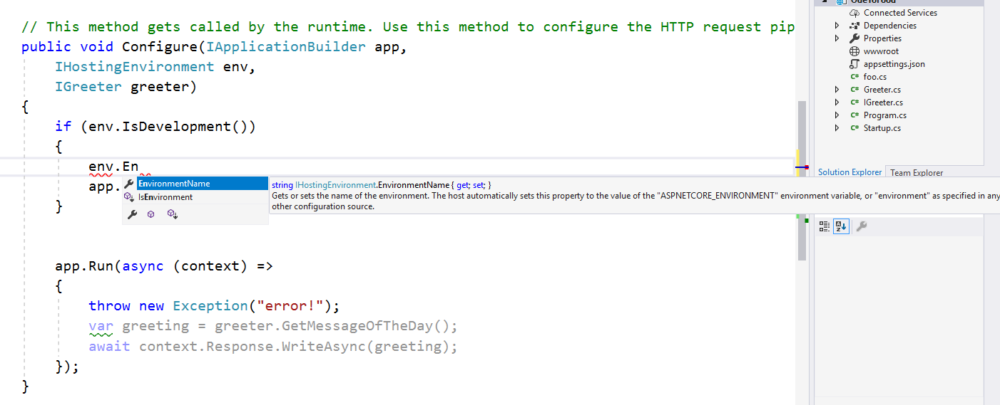 // This method gets called by the runtime. Use this method to configure the HTTP request pip
public void Configure(IApplicationBuilder app,
IHostingEnvironment env,
IGreeter greeter)
{
if (env.IsDevelopment())
{
env.En
app.
}
EnvironmentName
IsEnvironment
string IHostingEnvironment.EnvironmentName { get; set; }
Gets or sets the name of the environment. The host automatically sets this property to the value of the "ASPNETCORE_ENVIRONMENT" environment variable, or "environment" as specified in any
other configuration source.
app.Run(async (context) =>
{
throw new Exception("error!");
var greeting = greeter.GetMessageOfTheDay();
await context.Response.WriteAsync(greeting);
});
}
OdeToFood
Connected Services
Dependencies
Properties
wwwroot
appsettings.json
C# foo.cs
C# Greeter.cs
C# IGreeter.cs
C# Program.cs
C# Startup.cs
Solution Explorer Team Explorer